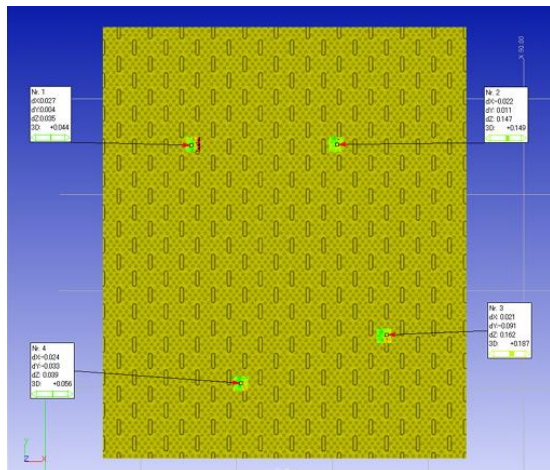 Nr. 1
dX:0.027
dY:0.004
dZ:0.035
3D: +0.044
Nr. 2
dX:-0.022
dY: 0.011
dZ: 0.147
3D: +0.149
X 90.00
Nr. 3
dX: 0.021
dY:-0.091
dZ: 0.162
3D: +0.187
Nr. 4
dX:-0.024
dY:-0.033
dZ: 0.039
3D: +0.056
Y
Z X